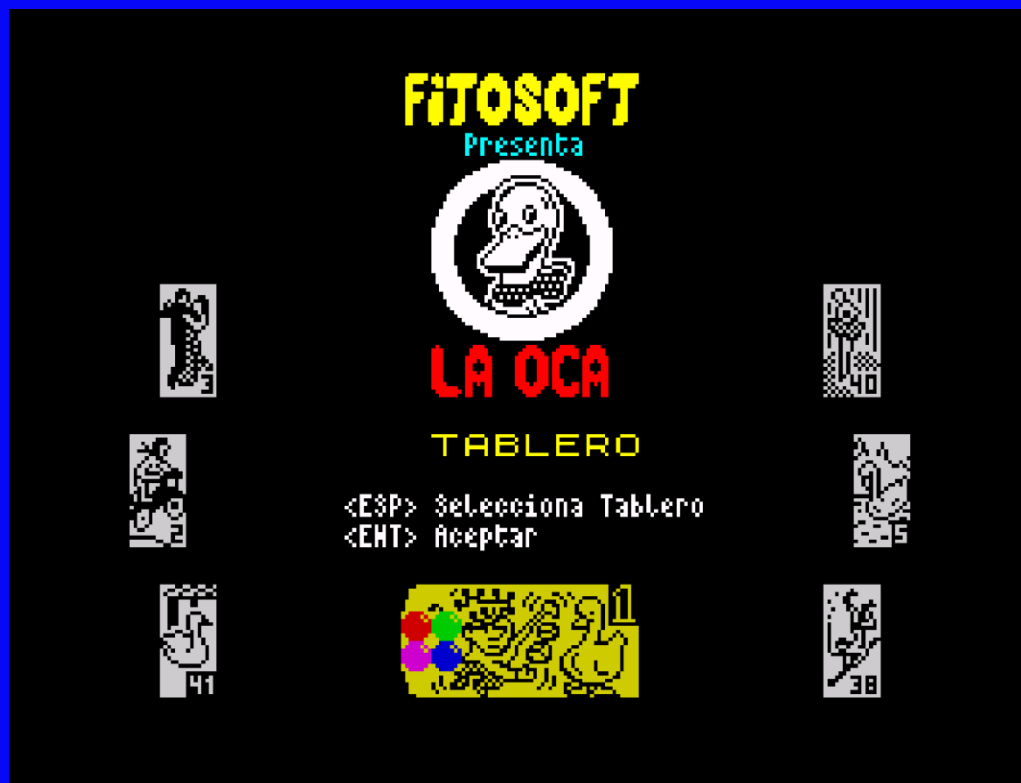 FiTOSOFT
Presenta
LA OCA
3
40
TABLERO
2
5
<ESP> Selecciona Tablero
<ENT> Aceptar
41
1
38